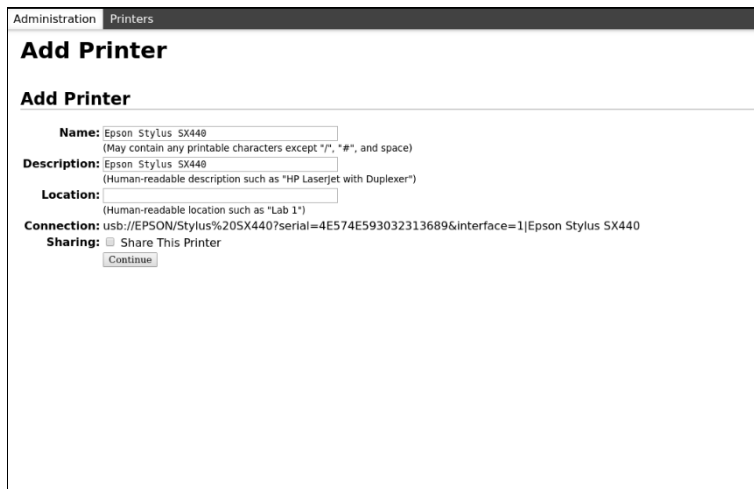 Administration Printers
Add Printer
Add Printer
Name: Epson Stylus SX440
(May contain any printable characters except "/", "#", and space)
Description: Epson Stylus SX440
(Human-readable description such as "HP LaserJet with Duplexer")
Location:
(Human-readable location such as "Lab 1")
Connection: usb://EPSON/Stylus%20SX440?serial=4E574E593032313689&interface=1|Epson Stylus SX440
Sharing: Share This Printer
Continue